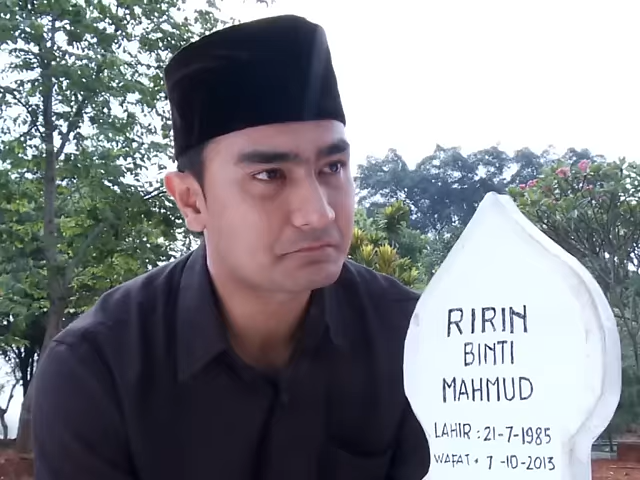 RIRIN
BINTI
MAHMUD
LAHIR : 21-7-1985
WAFAT : 7-10-2013